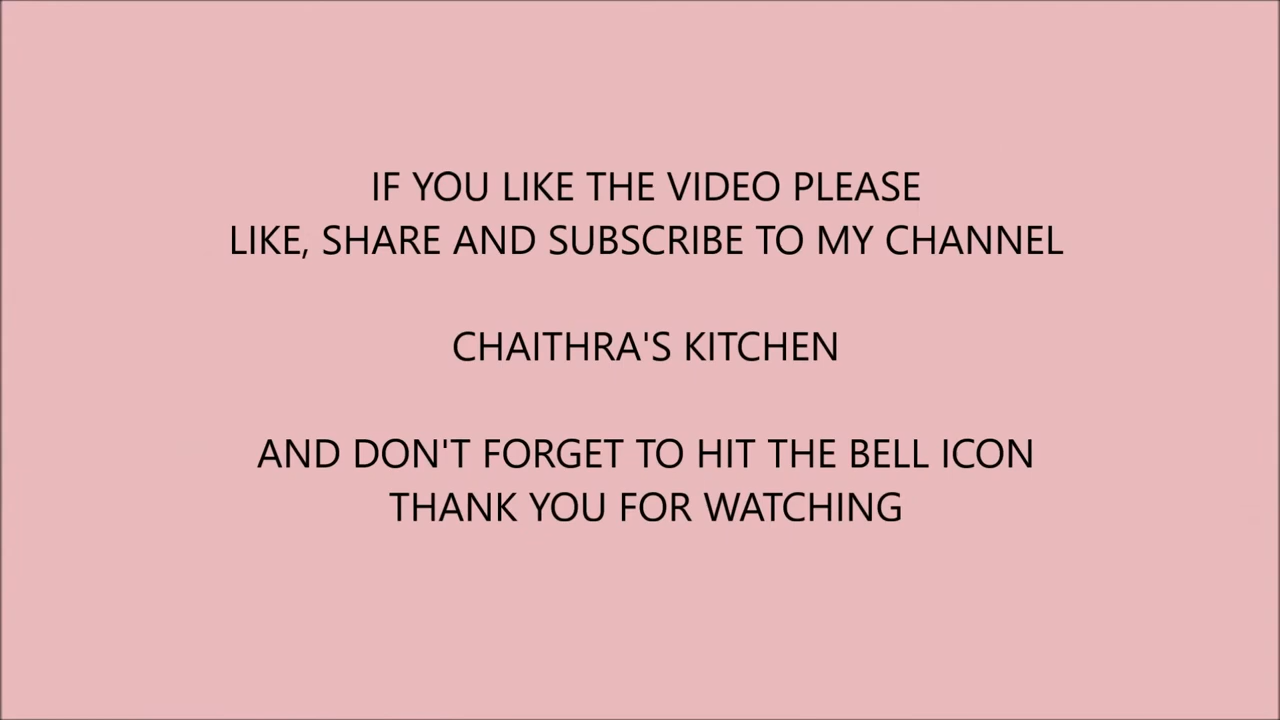 IF YOU LIKE THE VIDEO PLEASE
LIKE, SHARE AND SUBSCRIBE TO MY CHANNEL
CHAITHRA'S KITCHEN
AND DON'T FORGET TO HIT THE BELL ICON
THANK YOU FOR WATCHING